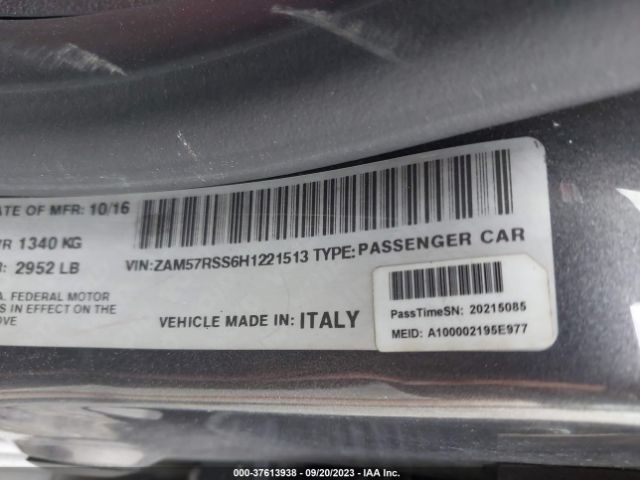 ATE OF MFR: 10/16
VR 1340 KG
R: 2952 LB
VIN:ZAM57RSS6H1221513 TYPE: PASSENGER CAR
A. FEDERAL MOTOR
S IN EFFECT ON THE
OVE
VEHICLE MADE IN: ITALY
PassTimeSN: 20215085
MEID: A100002195E977
000-37613938 - 09/20/2023 - IAA Inc.